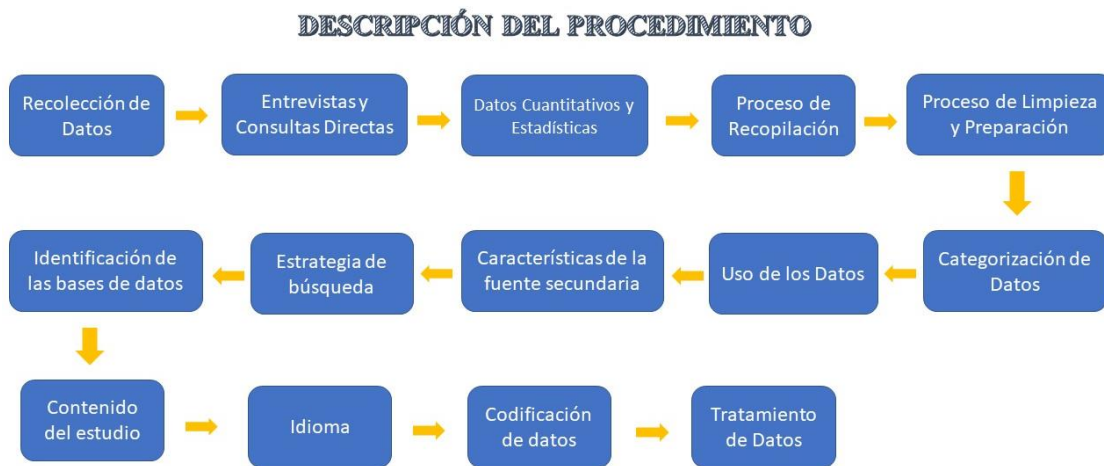 DESCRIPCIÓN DEL PROCEDIMIENTO
Recolección de
Datos
Entrevistas y
Consultas Directas
Datos Cuantitativos y
Estadísticas
Proceso de
Recopilación
Proceso de Limpieza
y Preparación
Categorización de
Datos
Uso de los Datos
Características de la
fuente secundaria
Estrategia de
búsqueda
Identificación de
las bases de datos
Contenido
del estudio
Idioma
Codificación
de datos
Tratamiento
de Datos